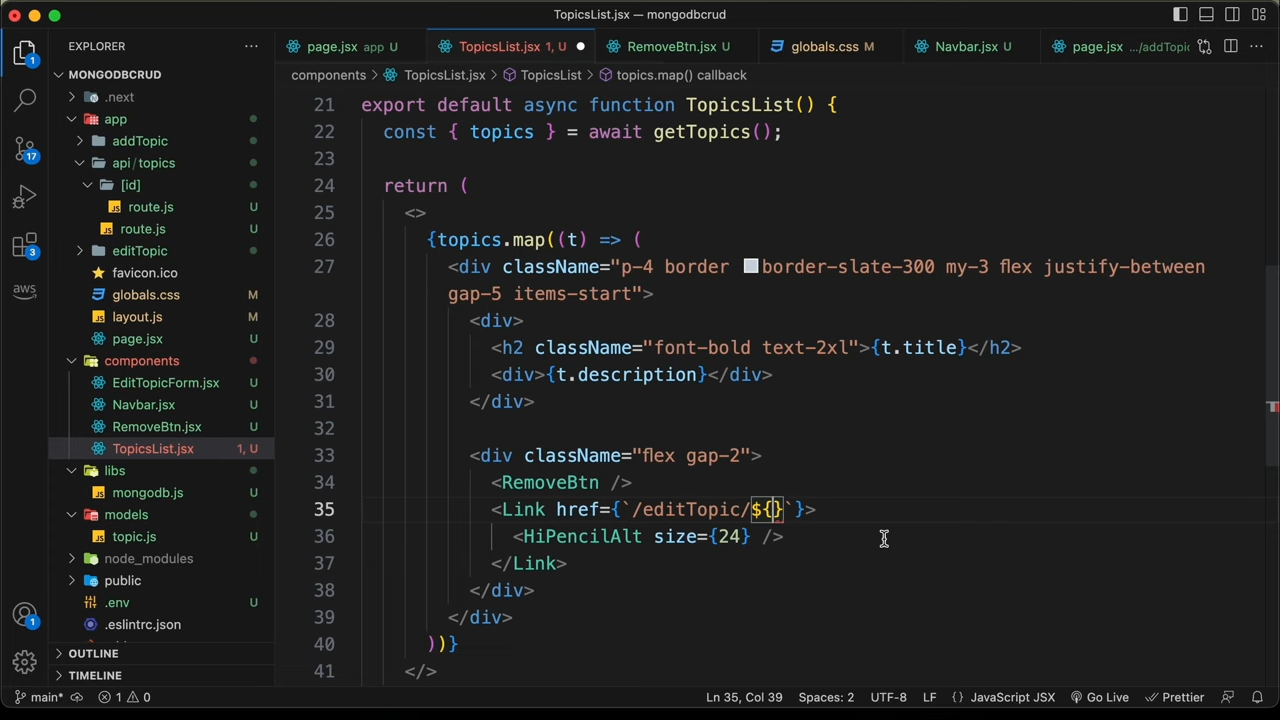 TopicsList.jsx — mongodbcrud
EXPLORER
page.jsx app U
TopicsList.jsx 1, U
RemoveBtn.jsx U
globals.css M
Navbar.jsx U
page.jsx .../addTopic
1
components > TopicsList.jsx > TopicsList > topics.map() callback
MONGODBCRUD
.next
app
addTopic
api/topics
[id]
route.js U
route.js U
editTopic
favicon.ico U
globals.css M
layout.js M
page.js U
components
EditTopicForm.jsx U
Navbar.jsx U
RemoveBtn.jsx U
TopicsList.jsx 1, U
libs
mongodb.js U
models
topic.js U
node_modules
public
.env U
.eslintrc.json
OUTLINE
TIMELINE
17
3
aws
1
21 export default async function TopicsList() {
22 const { topics } = await getTopics();
23
24 return (
25 <>
26 {topics.map((t) => (
27 <div className="p-4 border border-slate-300 my-3 flex justify-between
gap-5 items-start">
28 <div>
29 <h2 className="font-bold text-2xl">{t.title}</h2>
30 <div>{t.description}</div>
31 </div>
32
33 <div className="flex gap-2">
34 <RemoveBtn />
35 <Link href={`/editTopic/${}`}>
36 <HiPencilAlt size={24} />
37 </Link>
38 </div>
39 </div>
40 ))}
41 </>
main* 1 0 Ln 35, Col 39 Spaces: 2 UTF-8 LF {} JavaScript JSX Go Live Prettier